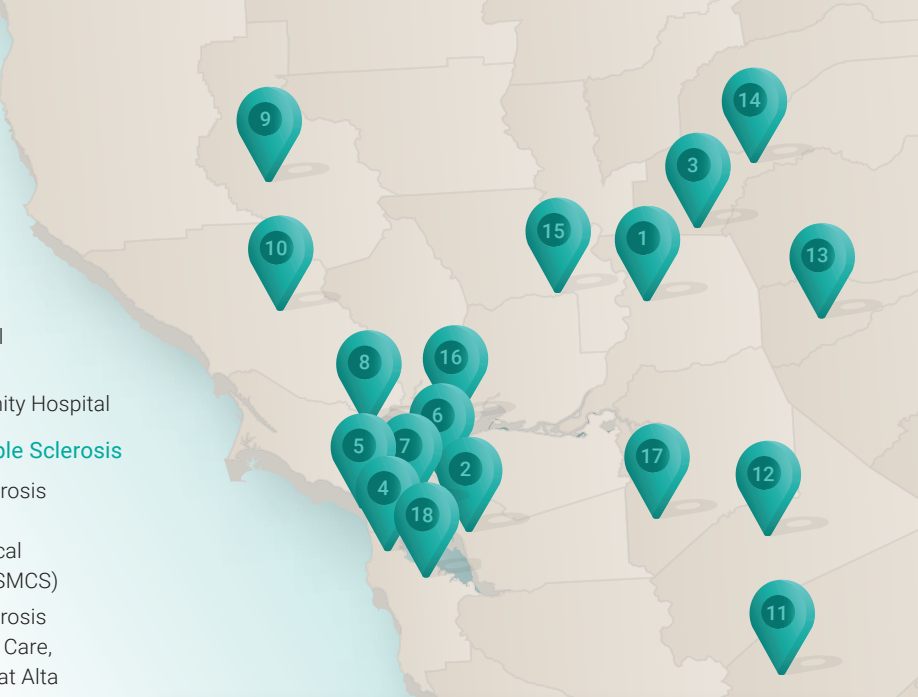 14
9
3
15
1
10
13
l
16
8
nity Hospital
6
5
7
ple Sclerosis
17
2
12
4
rosis
18
cal
SMCS)
11
rosis
Care,
at Alta